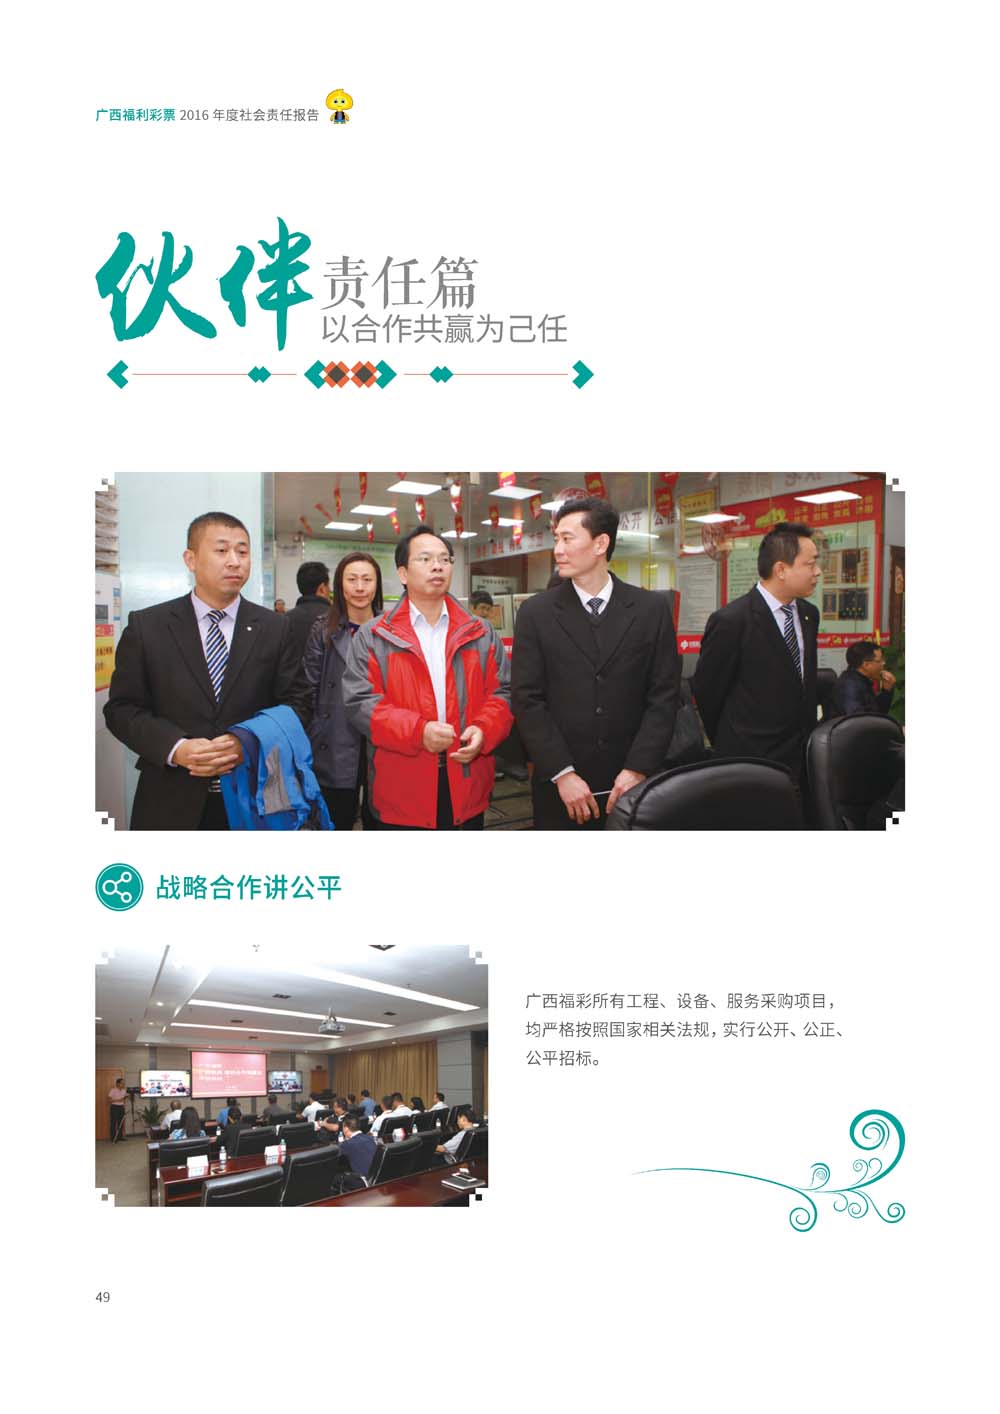 广西福利彩票 2016 年度社会责任报告
伙伴责任篇
以合作共赢为己任
公开
战略合作讲公平
广西福彩所有工程、设备、服务采购项目，
均严格按照国家相关法规，实行公开、公正、
公平招标。
49